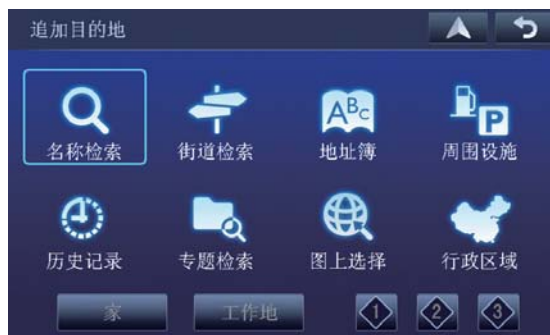 追加目的地
ABC P
名称检索 街道检索 地址簿 周围设施
历史记录 专题检索 图上选择 行政区域
家 工作地 1 2 3